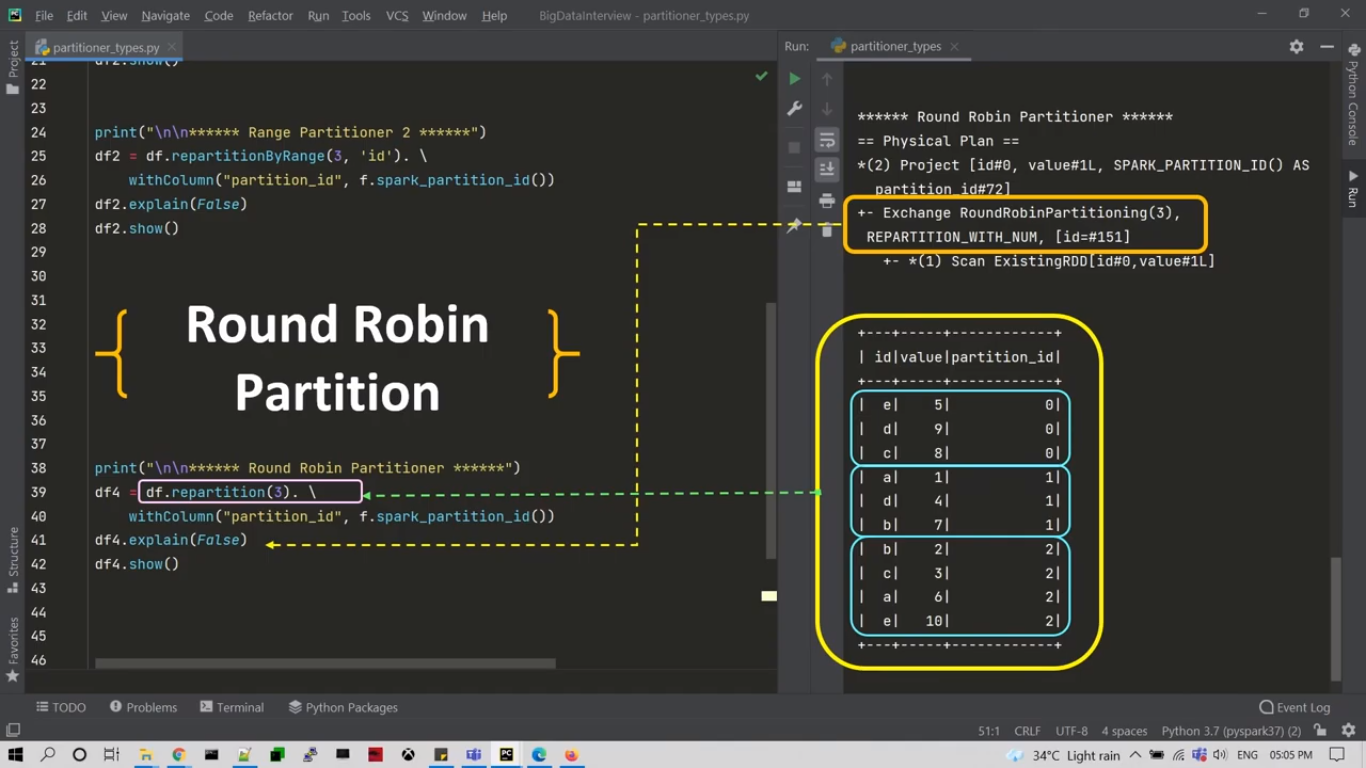 File Edit View Navigate Code Refactor Run Tools VCS Window Help BigDataInterview - partitioner_types.py
Project
partitioner_types.py
21 df2.show()
22
23
24 print("\n\n****** Range Partitioner 2 ******")
25 df2 = df.repartitionByRange(3, 'id'). \
26 withColumn("partition_id", f.spark_partition_id())
27 df2.explain(False)
28 df2.show()
29
30
31
32
33
34
35
36
37
Round Robin
Partition
38 print("\n\n****** Round Robin Partitioner ******")
39 df4 = df.repartition(3). \
40 withColumn("partition_id", f.spark_partition_id())
41 df4.explain(False)
42 df4.show()
43
44
45
46
Structure
Favorites
Run: partitioner_types
****** Round Robin Partitioner ******
== Physical Plan ==
*(2) Project [id#0, value#1L, SPARK_PARTITION_ID() AS
partition_id#72]
+- Exchange RoundRobinPartitioning(3),
REPARTITION_WITH_NUM, [id=#151]
+- *(1) Scan ExistingRDD[id#0,value#1L]
+---+-----+------------+
| id|value|partition_id|
+---+-----+------------+
| e| 5| 0|
| d| 9| 0|
| c| 8| 0|
| a| 1| 1|
| d| 4| 1|
| b| 7| 1|
| b| 2| 2|
| c| 3| 2|
| a| 6| 2|
| e| 10| 2|
+---+-----+------------+
Python Console
Run
TODO Problems Terminal Python Packages Event Log
51:1 CRLF UTF-8 4 spaces Python 3.7 (pyspark37) (2)
34°C Light rain ENG 05:05 PM